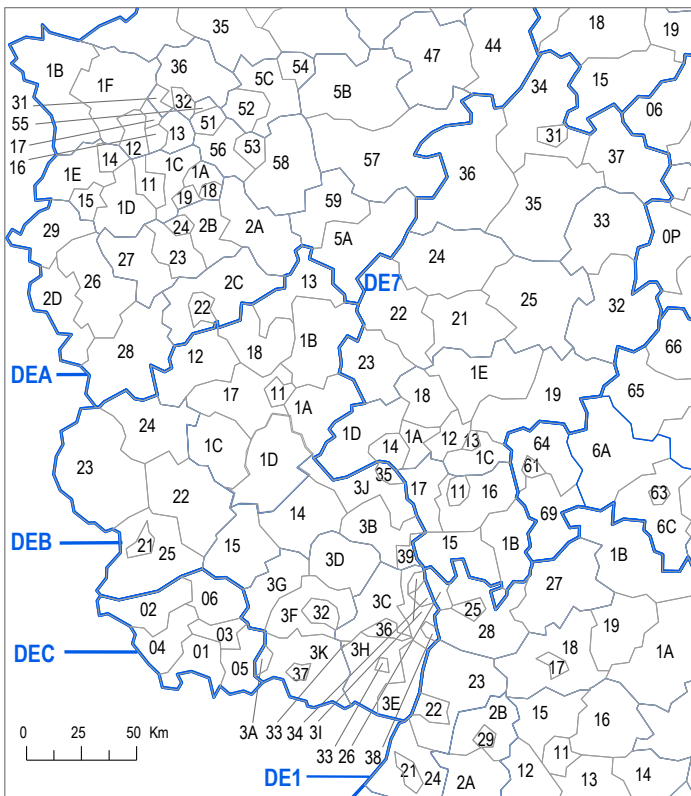 35
18
19
44
47
36
54
5C
1B
1F
5B
34
15
31
32
52
06
55
51
31
17
13
53
37
12
56
16
14
1C
58
57
1E
11
1A
36
35
15
18
19
1D
59
33
0P
29
24
2B
2A
5A
27
23
24
26
2C
13
DE7
25
2D
22
22
21
32
28
12
18
1B
23
66
DEA
1E
17
11
18
19
65
1A
24
1D
1A
12
13
64
6A
1C
14
1C
23
1D
35
61
22
3J
17
11
16
63
14
69
6C
3B
DEB
21
25
15
39
15
1B
1B
3D
27
3G
02
06
3C
25
3F
32
28
19
03
36
18
DEC
04
01
3K
3H
17
1A
05
37
23
3E
22
2B
15
16
0
50
Km
3A
33
34
3I
33
26
38
29
11
DE1
21
24
2A
12
13
14